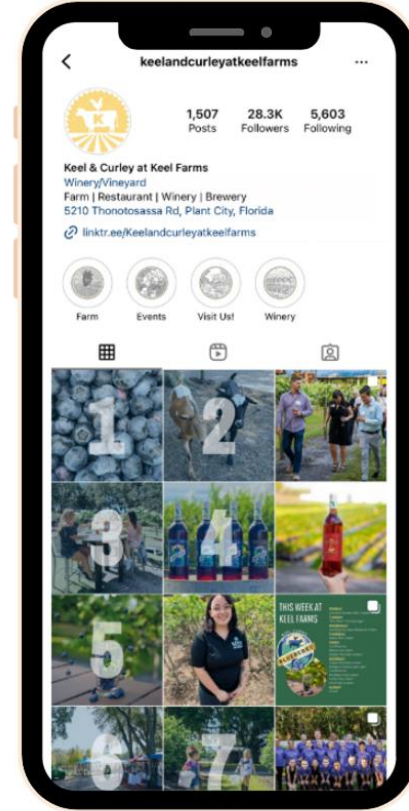 keelandcurleyatkeelfarms
K
1,507 28.3K 5,603
Posts Followers Following
Keel & Curley at Keel Farms
Winery/Vineyard
Farm | Restaurant | Winery | Brewery
5210 Thonotosassa Rd, Plant City, Florida
linktr.ee/Keelandcurleyatkeelfarms
Farm Events Visit Us! Winery
1 2
3 4
5
THIS WEEK AT
KEEL FARMS
6 7